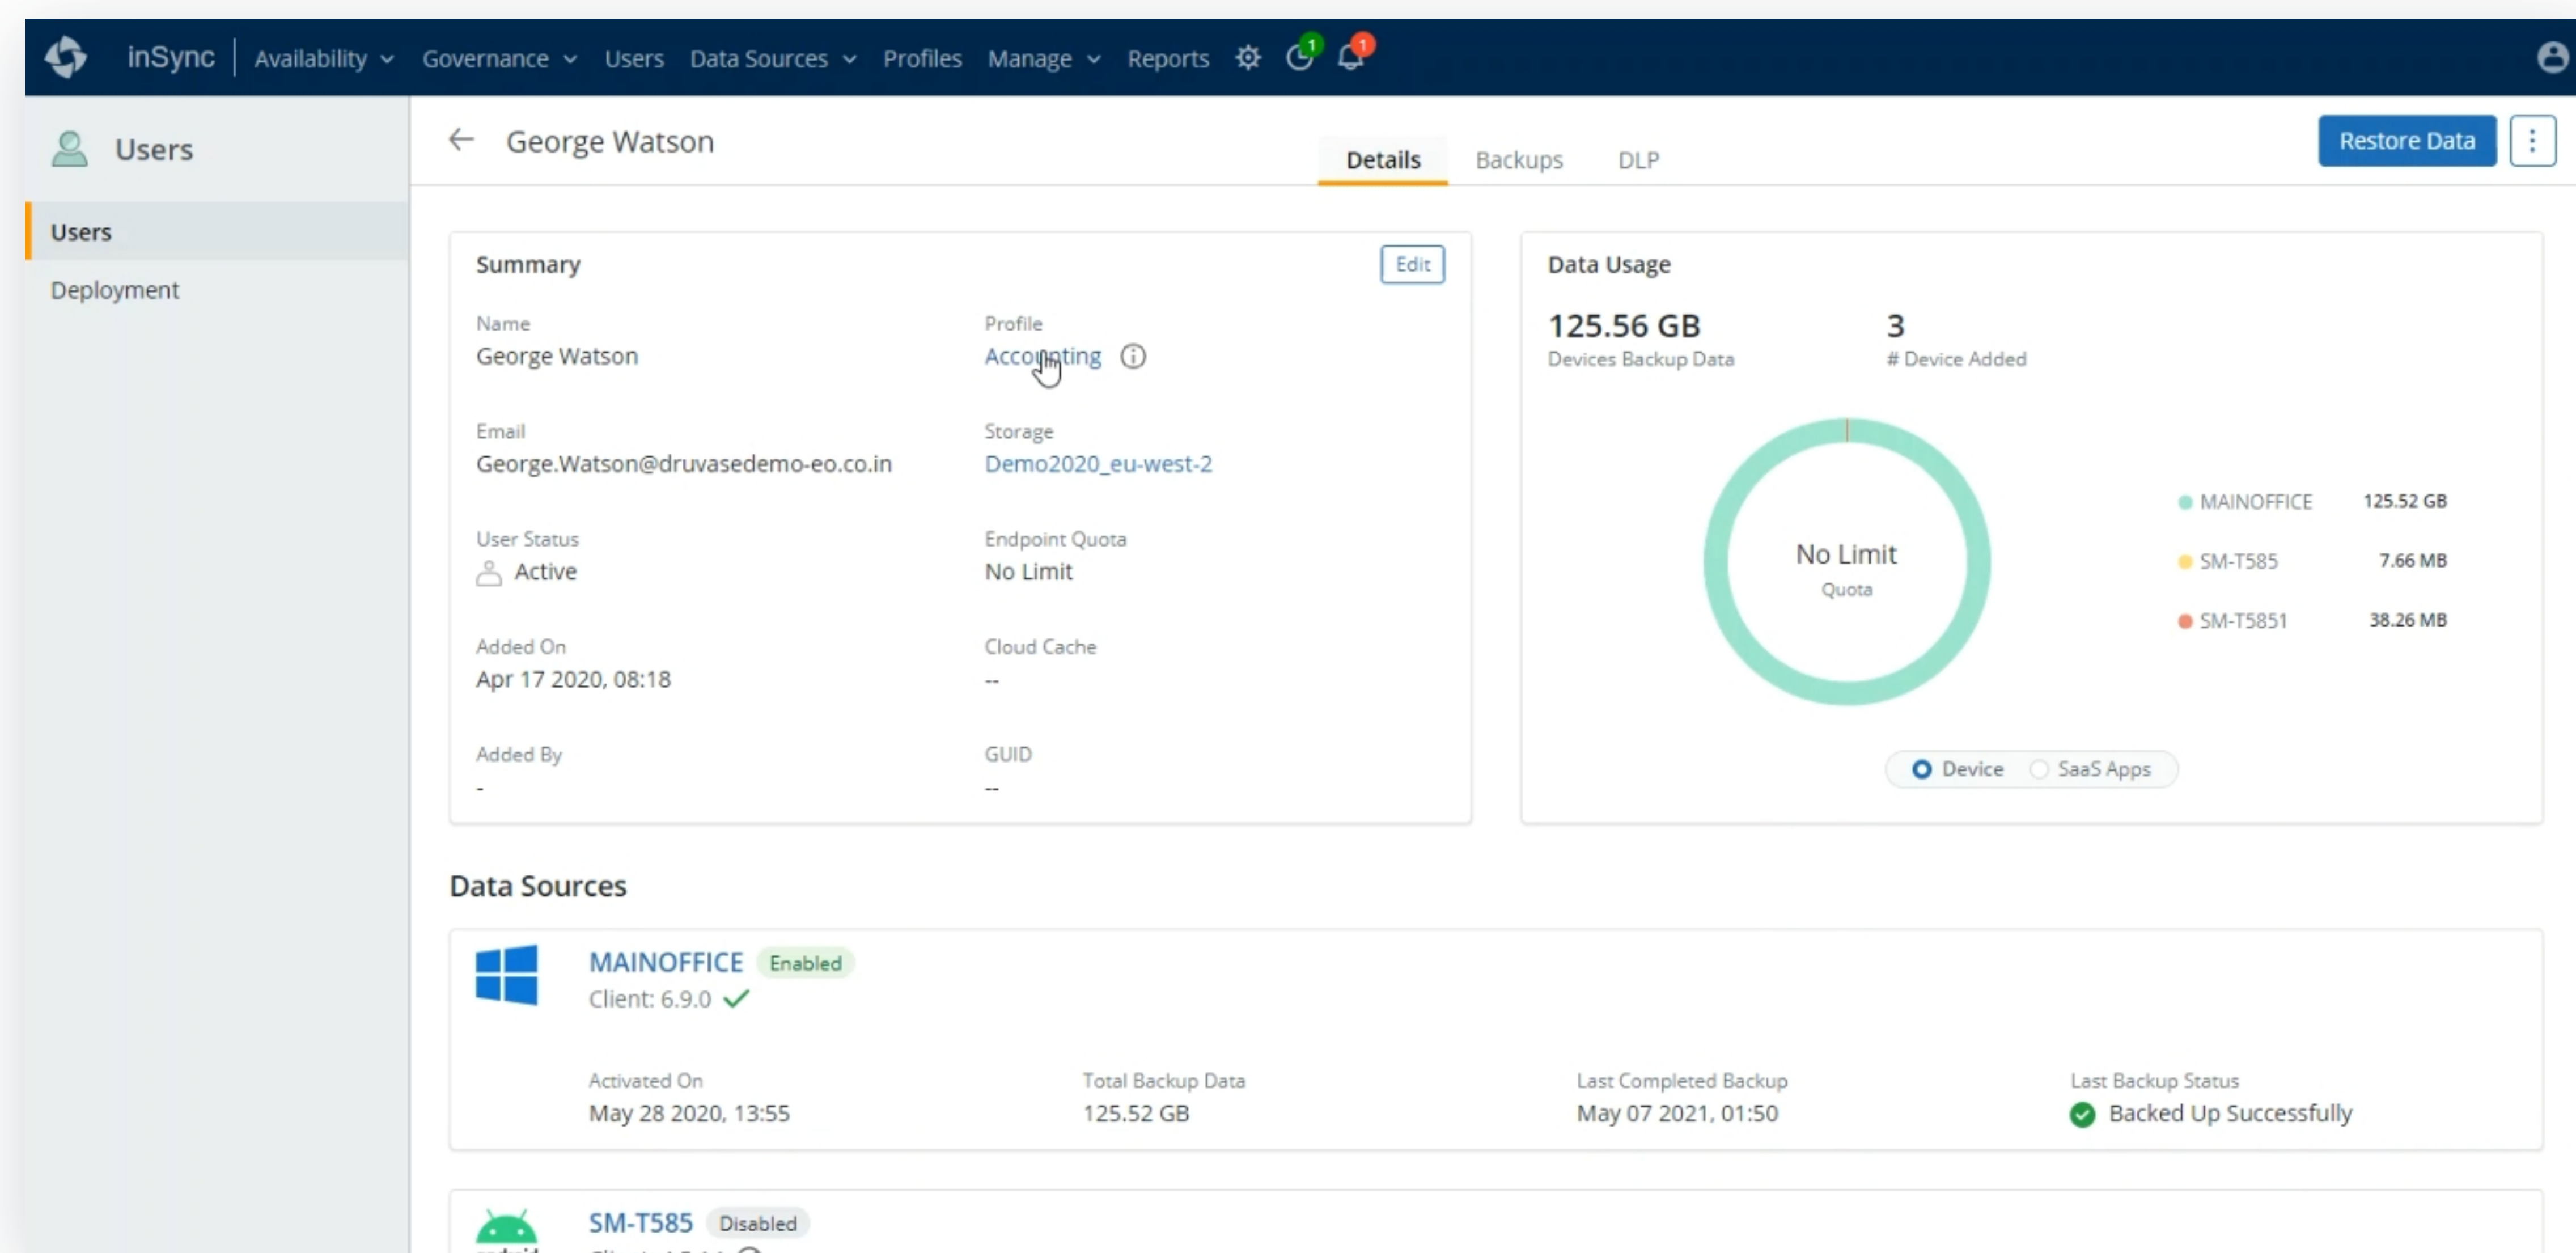 inSync Availability Governance Users Data Sources Profiles Manage Reports 1 1
Users
Users
Deployment
George Watson
Details Backups DLP
Restore Data
Summary
Edit
Name
George Watson
Profile
Accounting
Email
George.Watson@druvasedemo-eo.co.in
Storage
Demo2020_eu-west-2
User Status
Active
Endpoint Quota
No Limit
Added On
Apr 17 2020, 08:18
Cloud Cache
--
Added By
-
GUID
--
Data Usage
125.56 GB
Devices Backup Data
3
# Device Added
No Limit
Quota
MAINOFFICE 125.52 GB
SM-T585 7.66 MB
SM-T5851 38.26 MB
Device SaaS Apps
Data Sources
MAINOFFICE Enabled
Client: 6.9.0
Activated On
May 28 2020, 13:55
Total Backup Data
125.52 GB
Last Completed Backup
May 07 2021, 01:50
Last Backup Status
Backed Up Successfully
SM-T585 Disabled